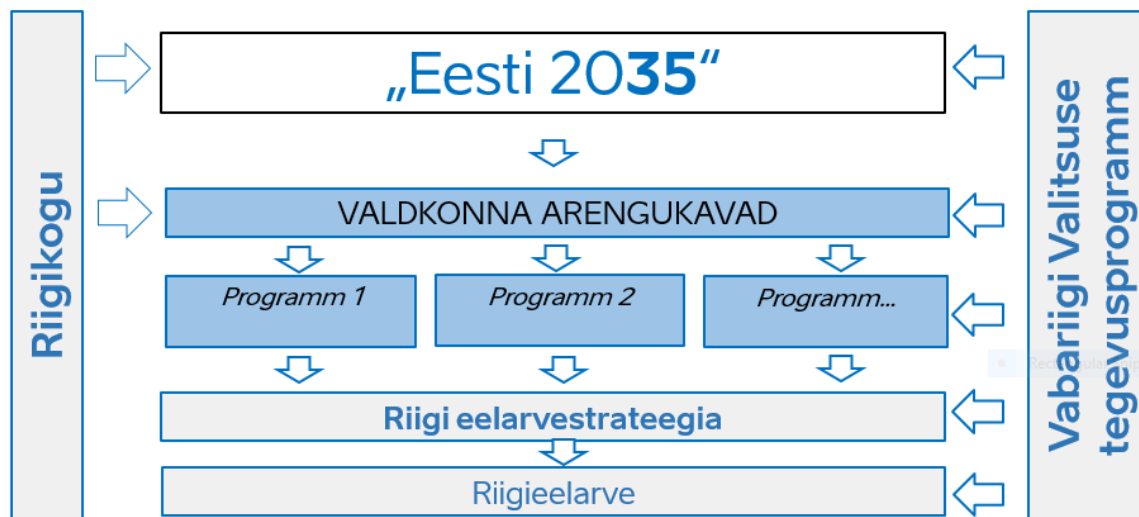 Riigikogu
„Eesti 2035“
VALDKONNA ARENGUKAVAD
Programm 1
Programm 2
Programm...
Riigi eelarvestrateegia
Riigieelarve
Vabariigi Valitsuse
tegevusprogramm